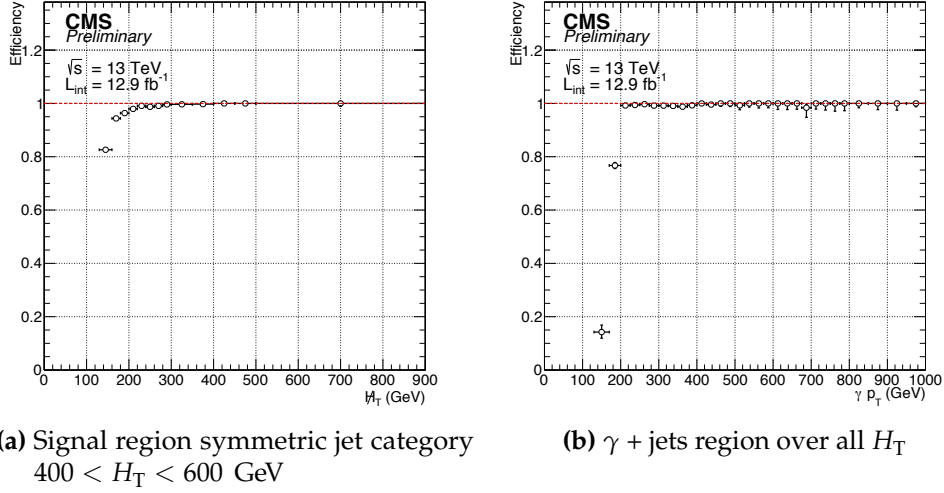 CMS
Preliminary
√s = 13 TeV
L_int = 12.9 fb⁻¹
Efficiency
1.2
1
0.8
0.6
0.4
0.2
0
0 100 200 300 400 500 600 700 800 900
H̸_T (GeV)
(a) Signal region symmetric jet category
400 < H_T < 600 GeV
CMS
Preliminary
√s = 13 TeV
L_int = 12.9 fb⁻¹
Efficiency
1.2
1
0.8
0.6
0.4
0.2
0
0 100 200 300 400 500 600 700 800 900 1000
γ p_T (GeV)
(b) γ + jets region over all H_T